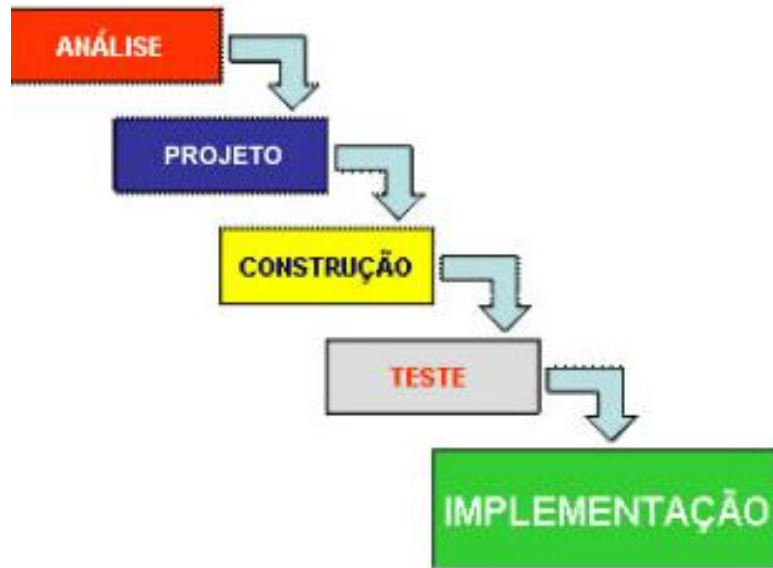 ANÁLISE
PROJETO
CONSTRUÇÃO
TESTE
IMPLEMENTAÇÃO